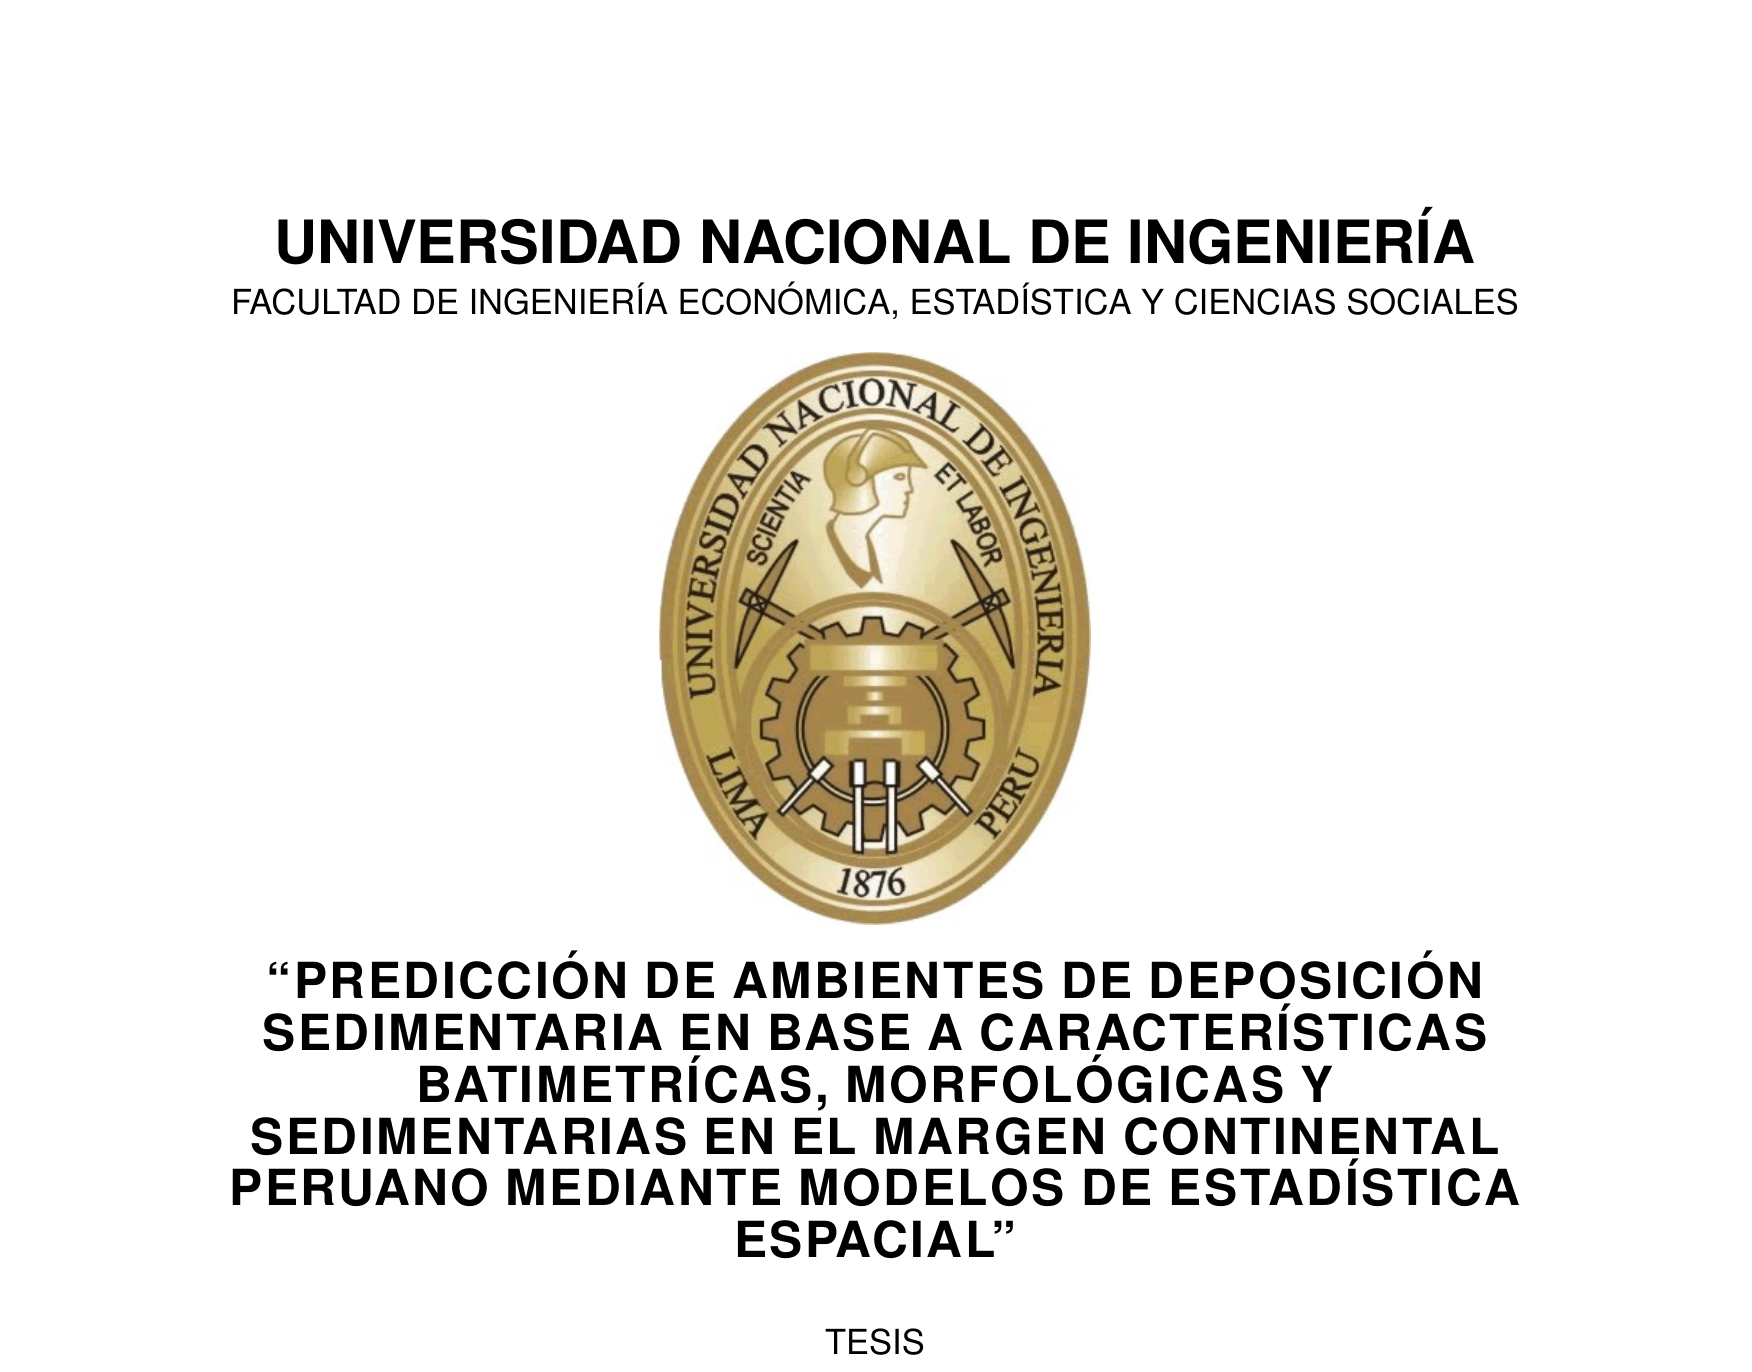 UNIVERSIDAD NACIONAL DE INGENIERÍA
FACULTAD DE INGENIERÍA ECONÓMICA, ESTADÍSTICA Y CIENCIAS SOCIALES
UNIVERSIDAD NACIONAL DE INGENIERIA
SCIENTIA ET LABOR
LIMA PERU
1876
“PREDICCIÓN DE AMBIENTES DE DEPOSICIÓN
SEDIMENTARIA EN BASE A CARACTERÍSTICAS
BATIMETRÍCAS, MORFOLÓGICAS Y
SEDIMENTARIAS EN EL MARGEN CONTINENTAL
PERUANO MEDIANTE MODELOS DE ESTADÍSTICA
ESPACIAL”
TESIS